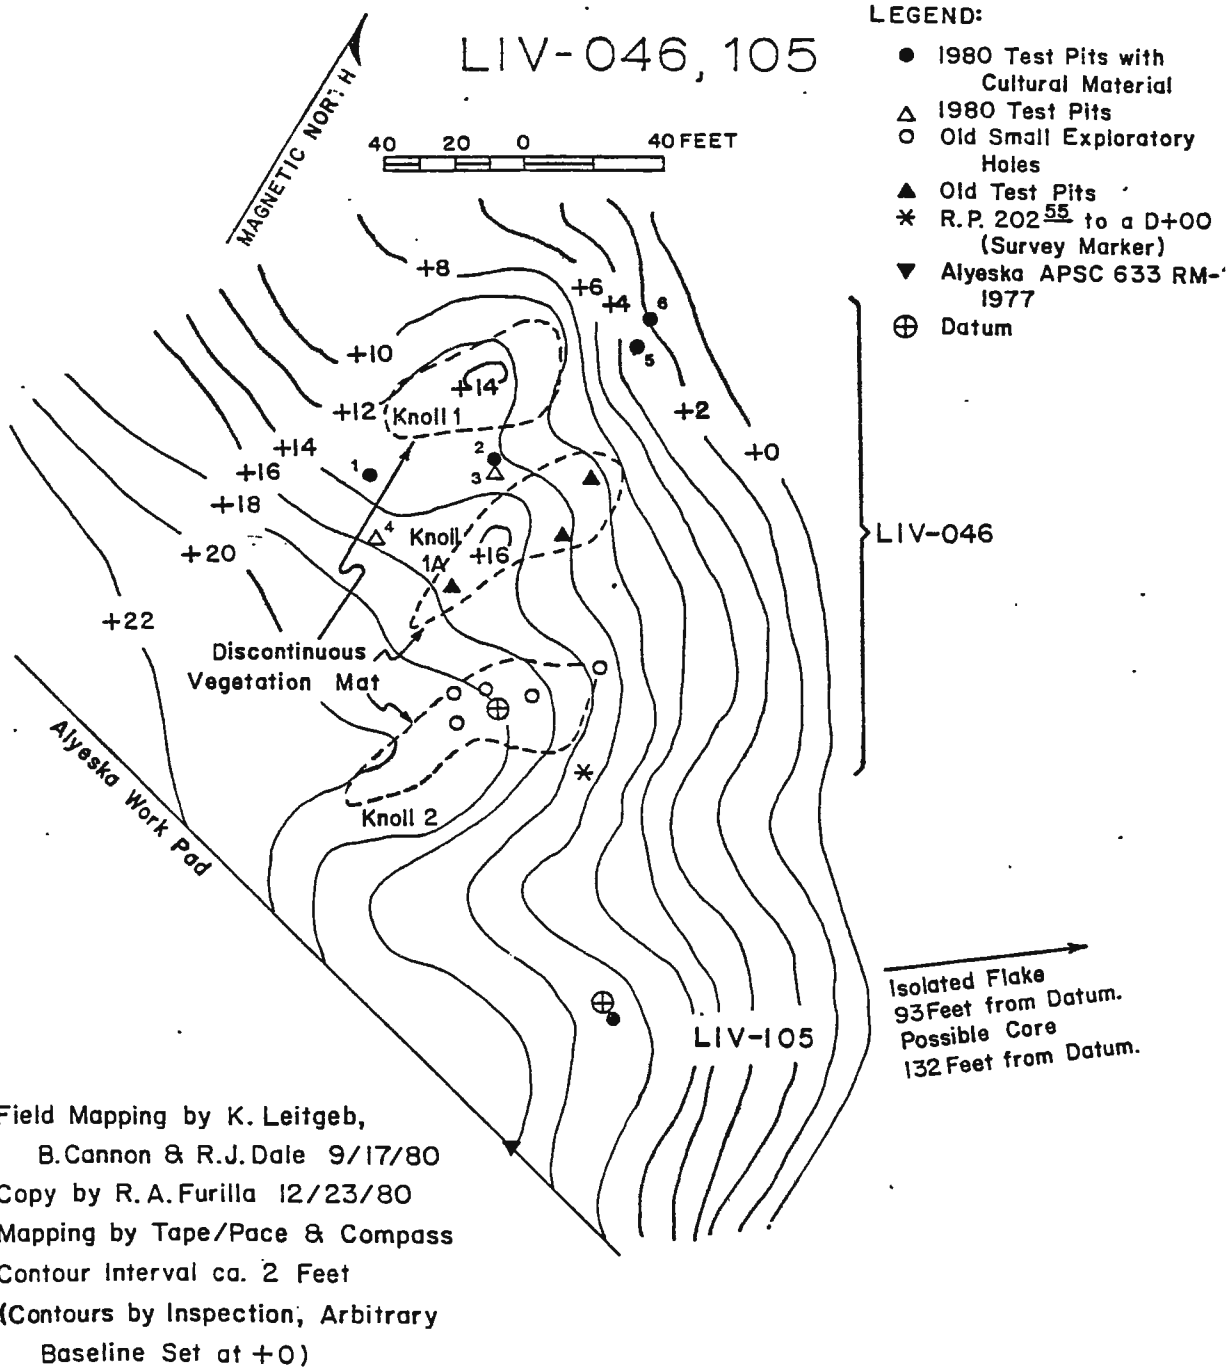 LIV-046, 105
MAGNETIC NORTH
40 20 0 40 FEET
LEGEND:
1980 Test Pits with
Cultural Material
1980 Test Pits
Old Small Exploratory
Holes
Old Test Pits
R.P. 202 55 to a D+00
(Survey Marker)
Alyeska APSC 633 RM-
1977
Datum
+8
+6
+4
6
5
+10
+14
+12
Knoll 1
+2
+0
+14
+16
+18
1
2
3
4
Knoll
1A
+16
+20
LIV-046
+22
Discontinuous
Vegetation Mat
Alyeska Work Pad
Knoll 2
Isolated Flake
93 Feet from Datum.
Possible Core
132 Feet from Datum.
LIV-105
Field Mapping by K. Leitgeb,
B. Cannon & R.J. Dale 9/17/80
Copy by R.A. Furilla 12/23/80
Mapping by Tape/Pace & Compass
Contour Interval ca. 2 Feet
(Contours by Inspection, Arbitrary
Baseline Set at +0)